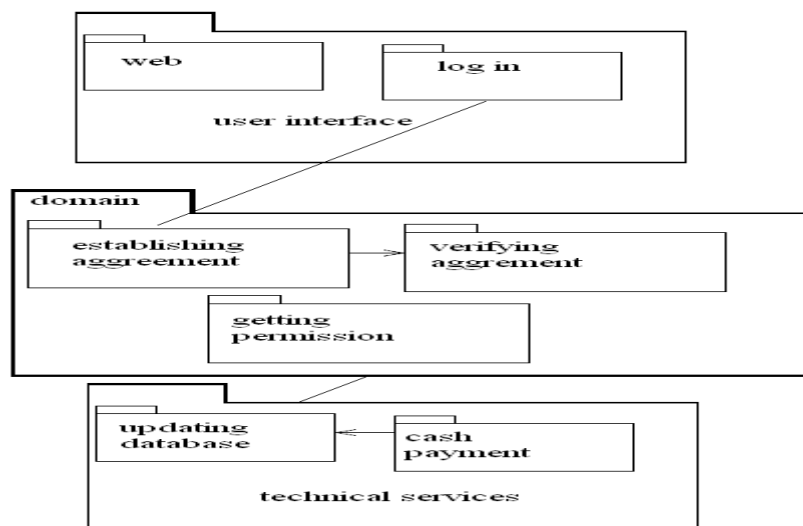 web
log in
user interface
domain
establishing
aggreement
verifying
aggrement
getting
permission
updating
database
cash
payment
technical services